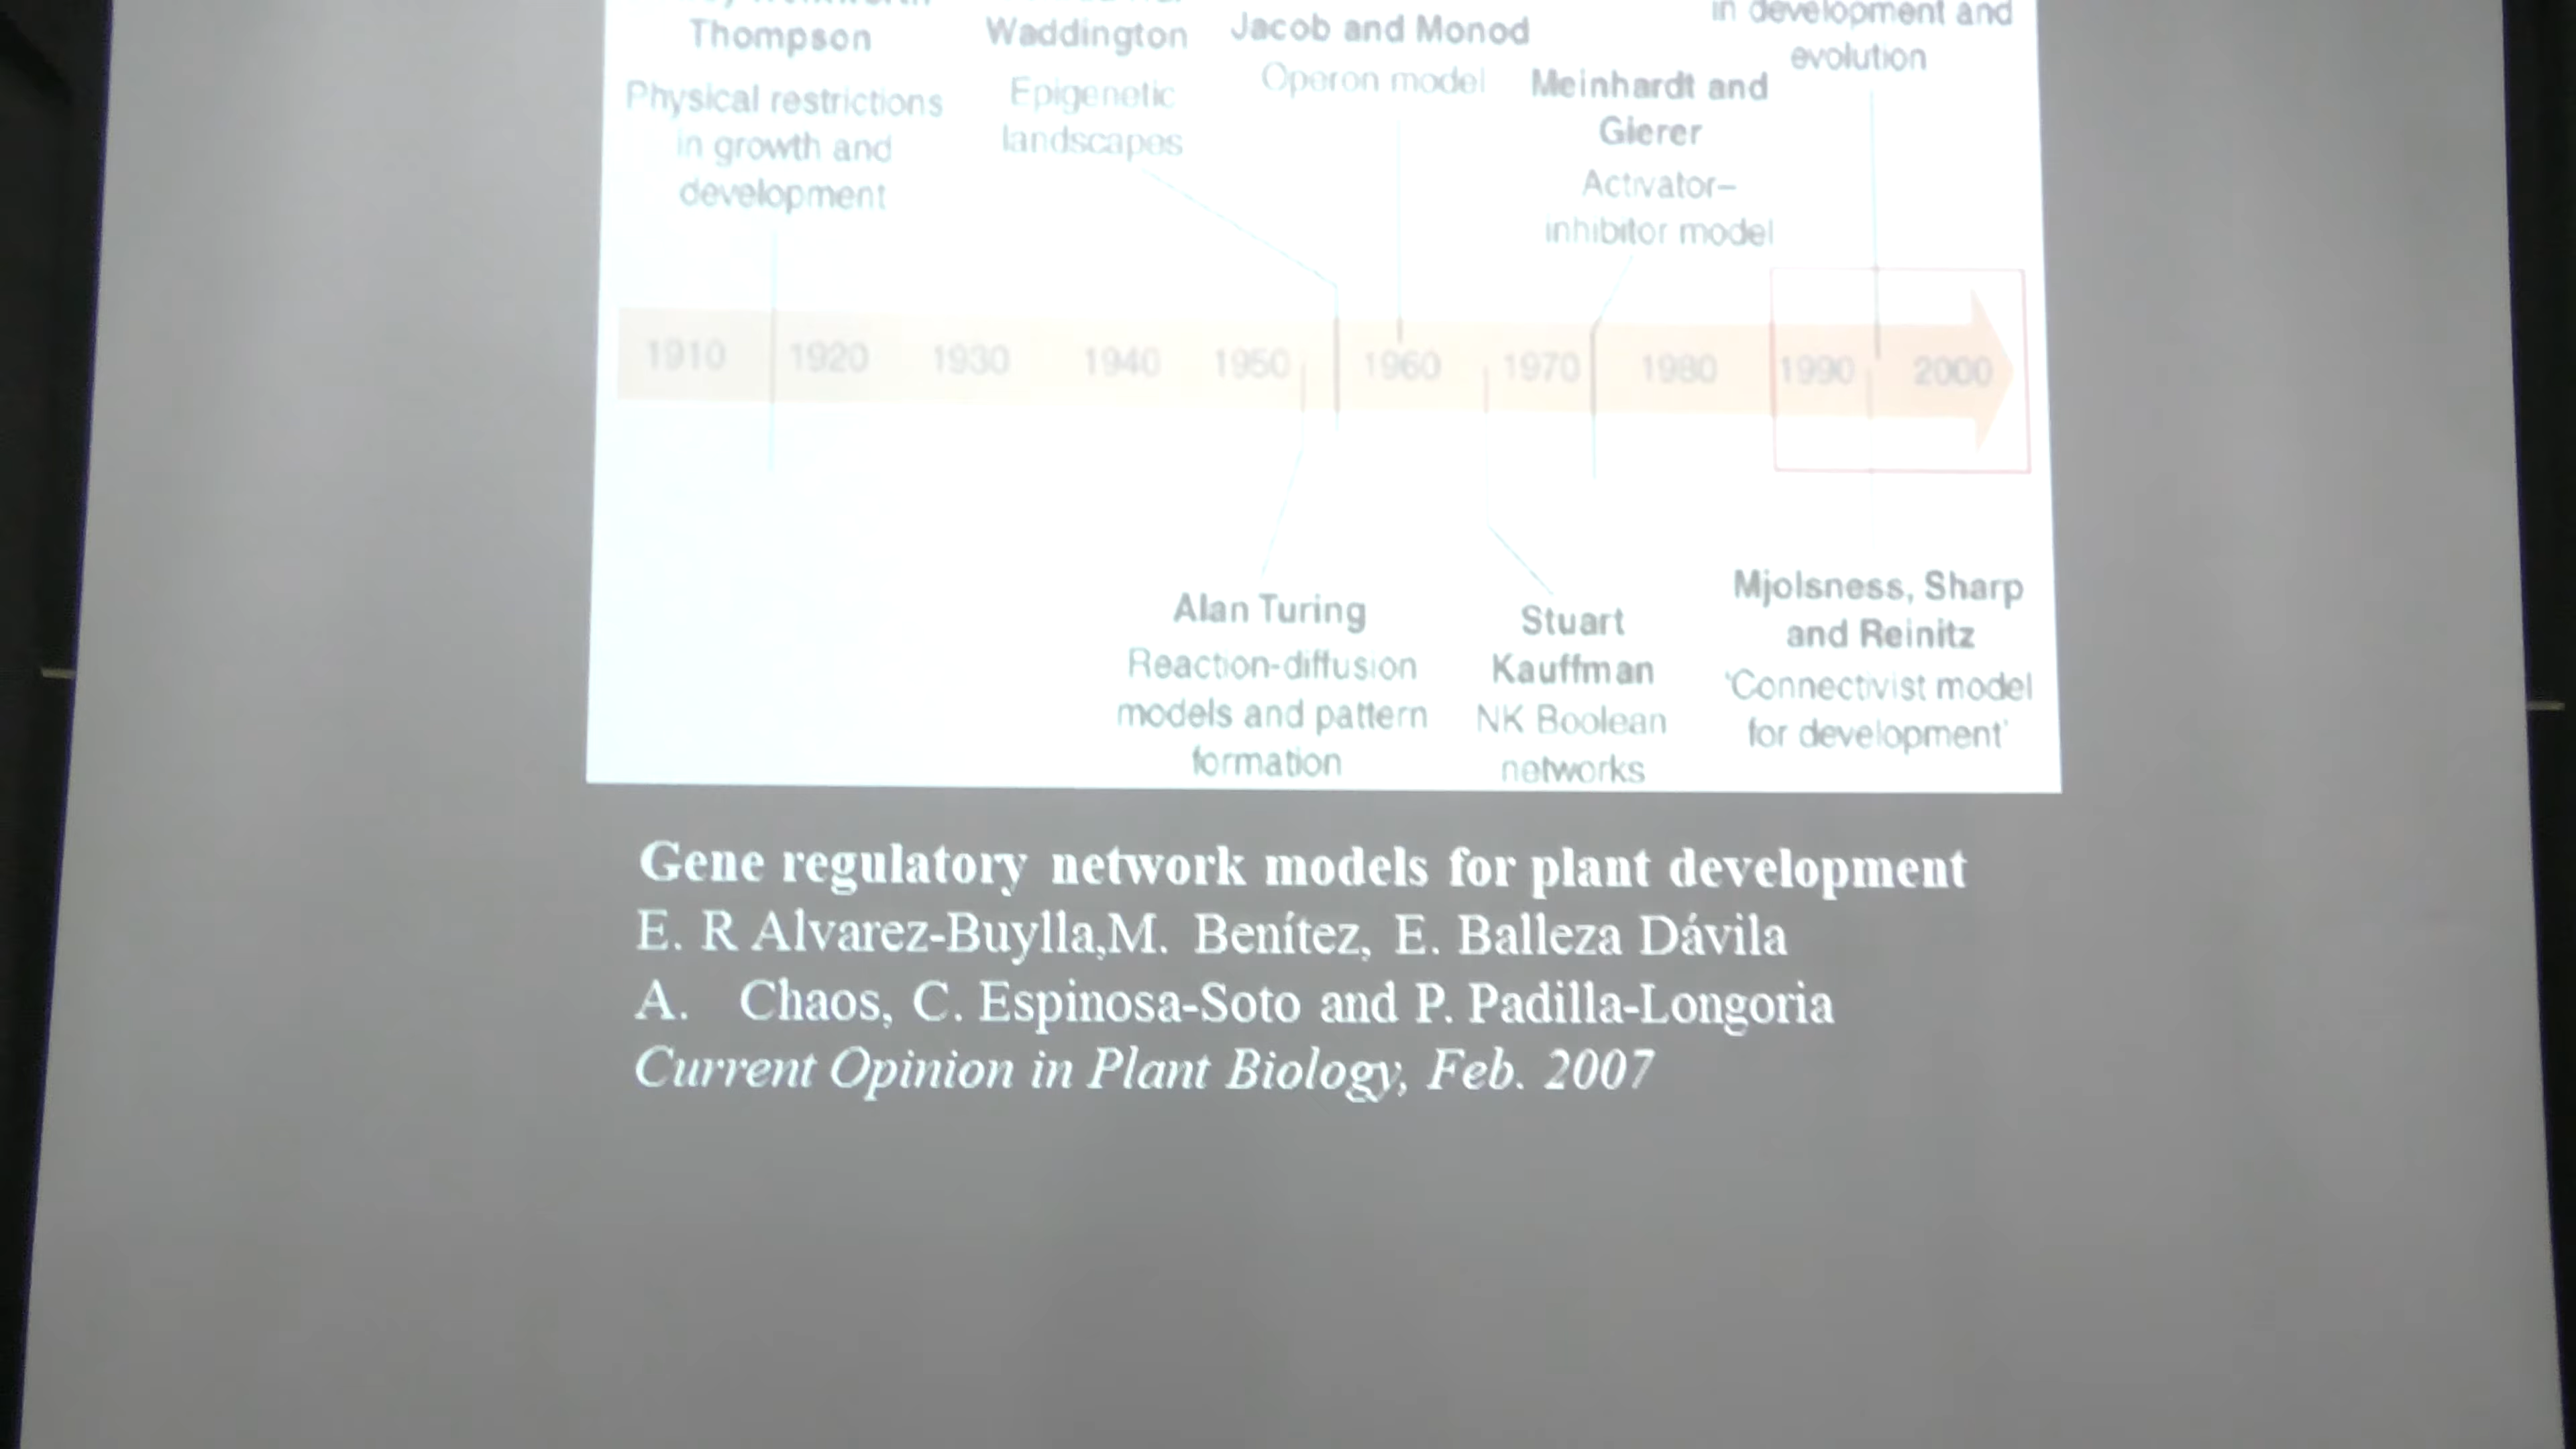 Thompson
Physical restrictions
in growth and
development
Waddington
Epigenetic
landscapes
Jacob and Monod
Operon model
Meinhardt and
Gierer
Activator–
inhibitor model
in development and
evolution
1910 1920 1930 1940 1950 1960 1970 1980 1990 2000
Alan Turing
Reaction-diffusion
models and pattern
formation
Stuart
Kauffman
NK Boolean
networks
Mjolsness, Sharp
and Reinitz
'Connectivist model
for development'
Gene regulatory network models for plant development
E. R Alvarez-Buylla,M. Benítez, E. Balleza Dávila
A. Chaos, C. Espinosa-Soto and P. Padilla-Longoria
Current Opinion in Plant Biology, Feb. 2007